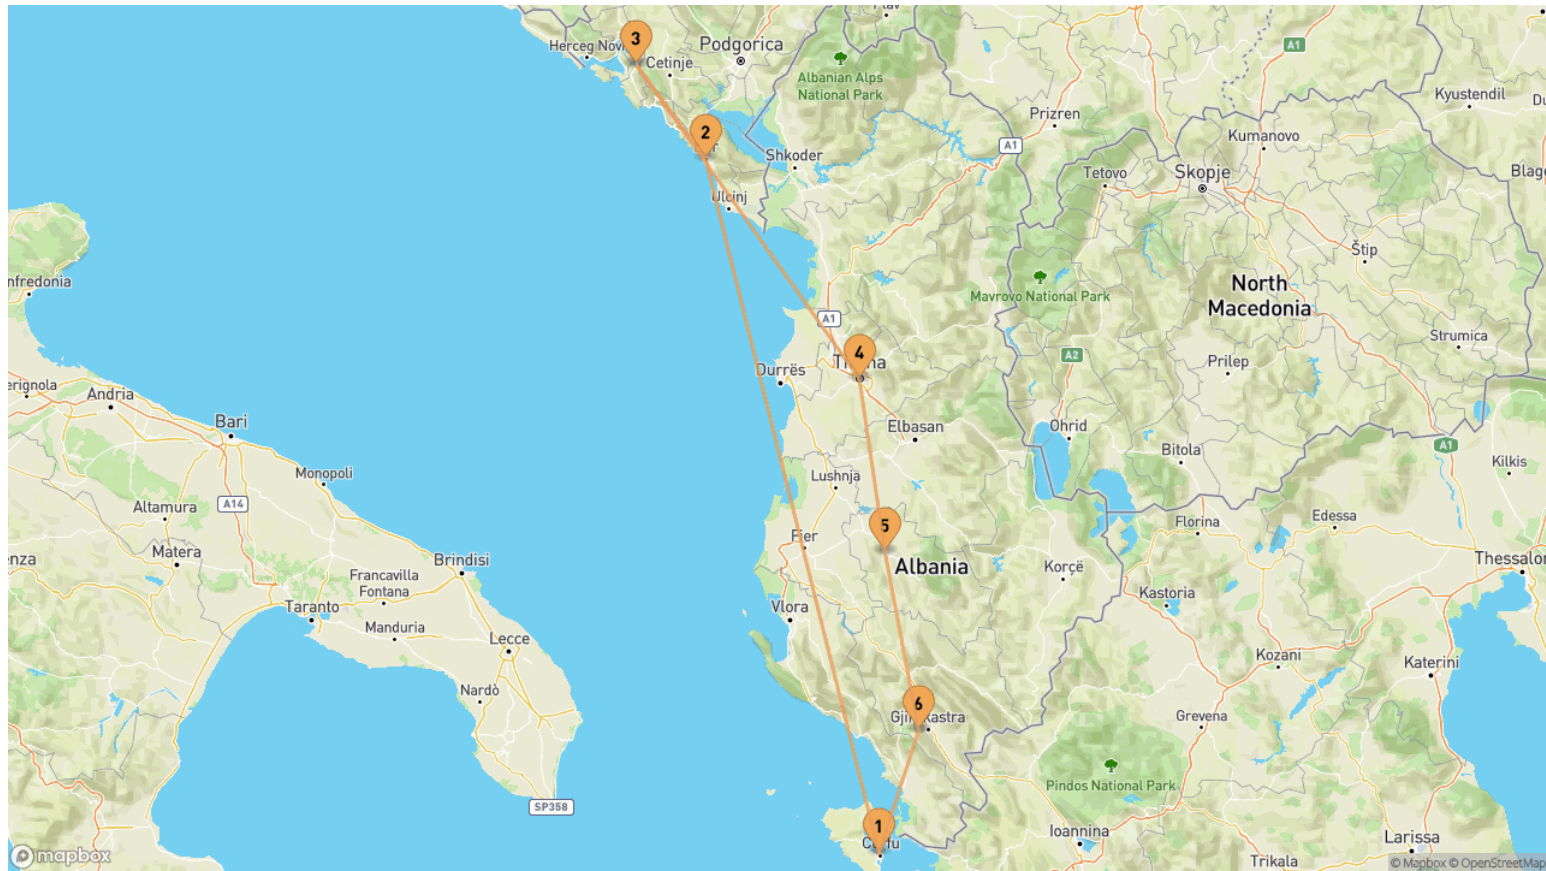 3
Herceg Novi
Podgorica
Cetinje
Albanian Alps
National Park
A1
Kyustendil
Prizren
Kumanovo
2
Shkoder
A1
Tetovo
Skopje
Ulcinj
Štip
nfredonia
Mavrovo National Park
North
Macedonia
A1
Strumica
4
A2
Prilep
Durrës
erignola
Andria
Bari
Elbasan
Ohrid
Bitola
A1
Kilkis
Monopoli
Lushnja
A14
Altamura
5
Florina
Edessa
Fier
Matera
Brindisi
Albania
Korçë
Thessalon
enza
Francavilla
Fontana
Kastoria
Taranto
Vlora
Manduria
Lecce
Kozani
Katerini
Nardò
6
Grevena
Pindos National Park
SP358
1
Ioannina
Larissa
Trikala
mapbox
© Mapbox © OpenStreetMap